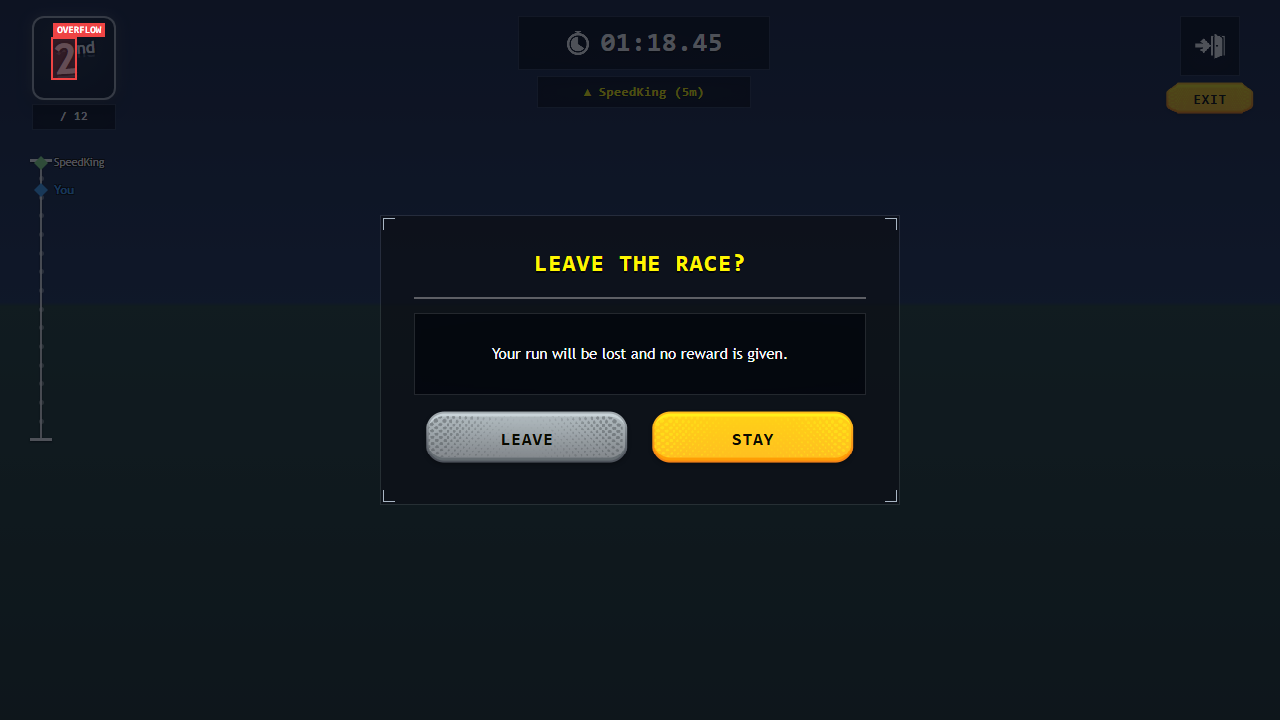 OVERFLOW
2nd
/ 12
01:18.45
▲ SpeedKing (5m)
EXIT
SpeedKing
You
LEAVE THE RACE?
Your run will be lost and no reward is given.
LEAVE
STAY